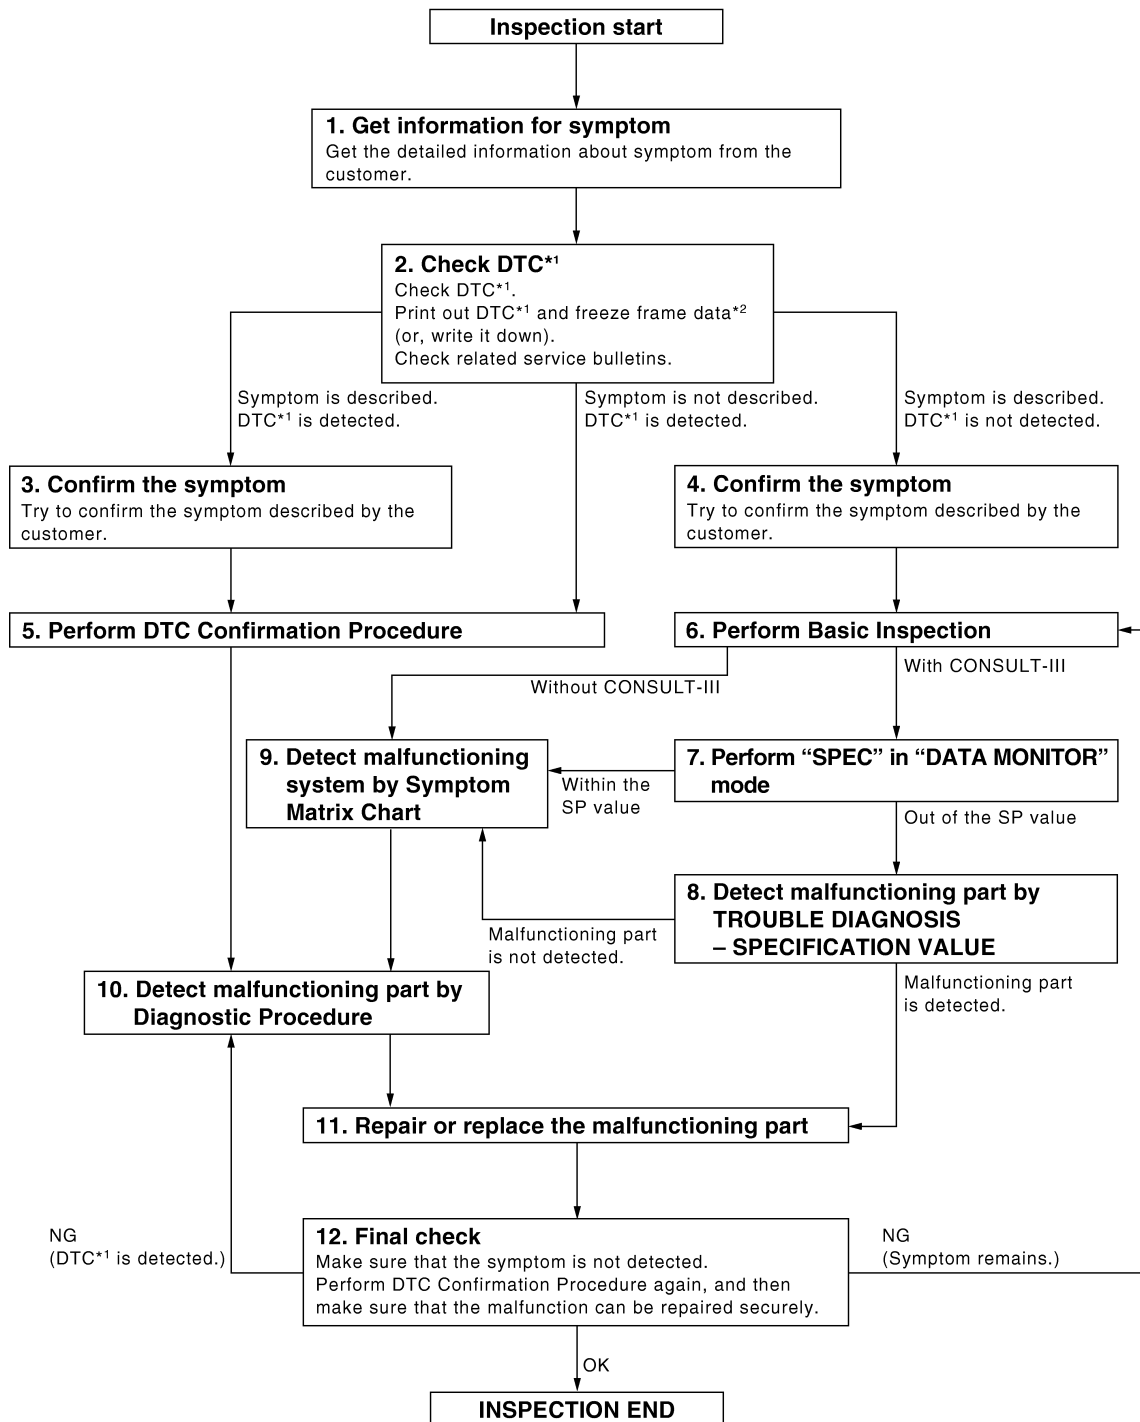 Inspection start
1. Get information for symptom
Get the detailed information about symptom from the
customer.
2. Check DTC*1
Check DTC*1.
Print out DTC*1 and freeze frame data*2
(or, write it down).
Check related service bulletins.
Symptom is described.
DTC*1 is detected.
Symptom is not described.
DTC*1 is detected.
Symptom is described.
DTC*1 is not detected.
3. Confirm the symptom
Try to confirm the symptom described by the
customer.
4. Confirm the symptom
Try to confirm the symptom described by the
customer.
5. Perform DTC Confirmation Procedure
6. Perform Basic Inspection
Without CONSULT-III
With CONSULT-III
9. Detect malfunctioning
system by Symptom
Matrix Chart
Within the
SP value
7. Perform “SPEC” in “DATA MONITOR”
mode
Out of the SP value
8. Detect malfunctioning part by
TROUBLE DIAGNOSIS
– SPECIFICATION VALUE
Malfunctioning part
is not detected.
Malfunctioning part
is detected.
10. Detect malfunctioning part by
Diagnostic Procedure
11. Repair or replace the malfunctioning part
NG
(DTC*1 is detected.)
12. Final check
Make sure that the symptom is not detected.
Perform DTC Confirmation Procedure again, and then
make sure that the malfunction can be repaired securely.
NG
(Symptom remains.)
OK
INSPECTION END